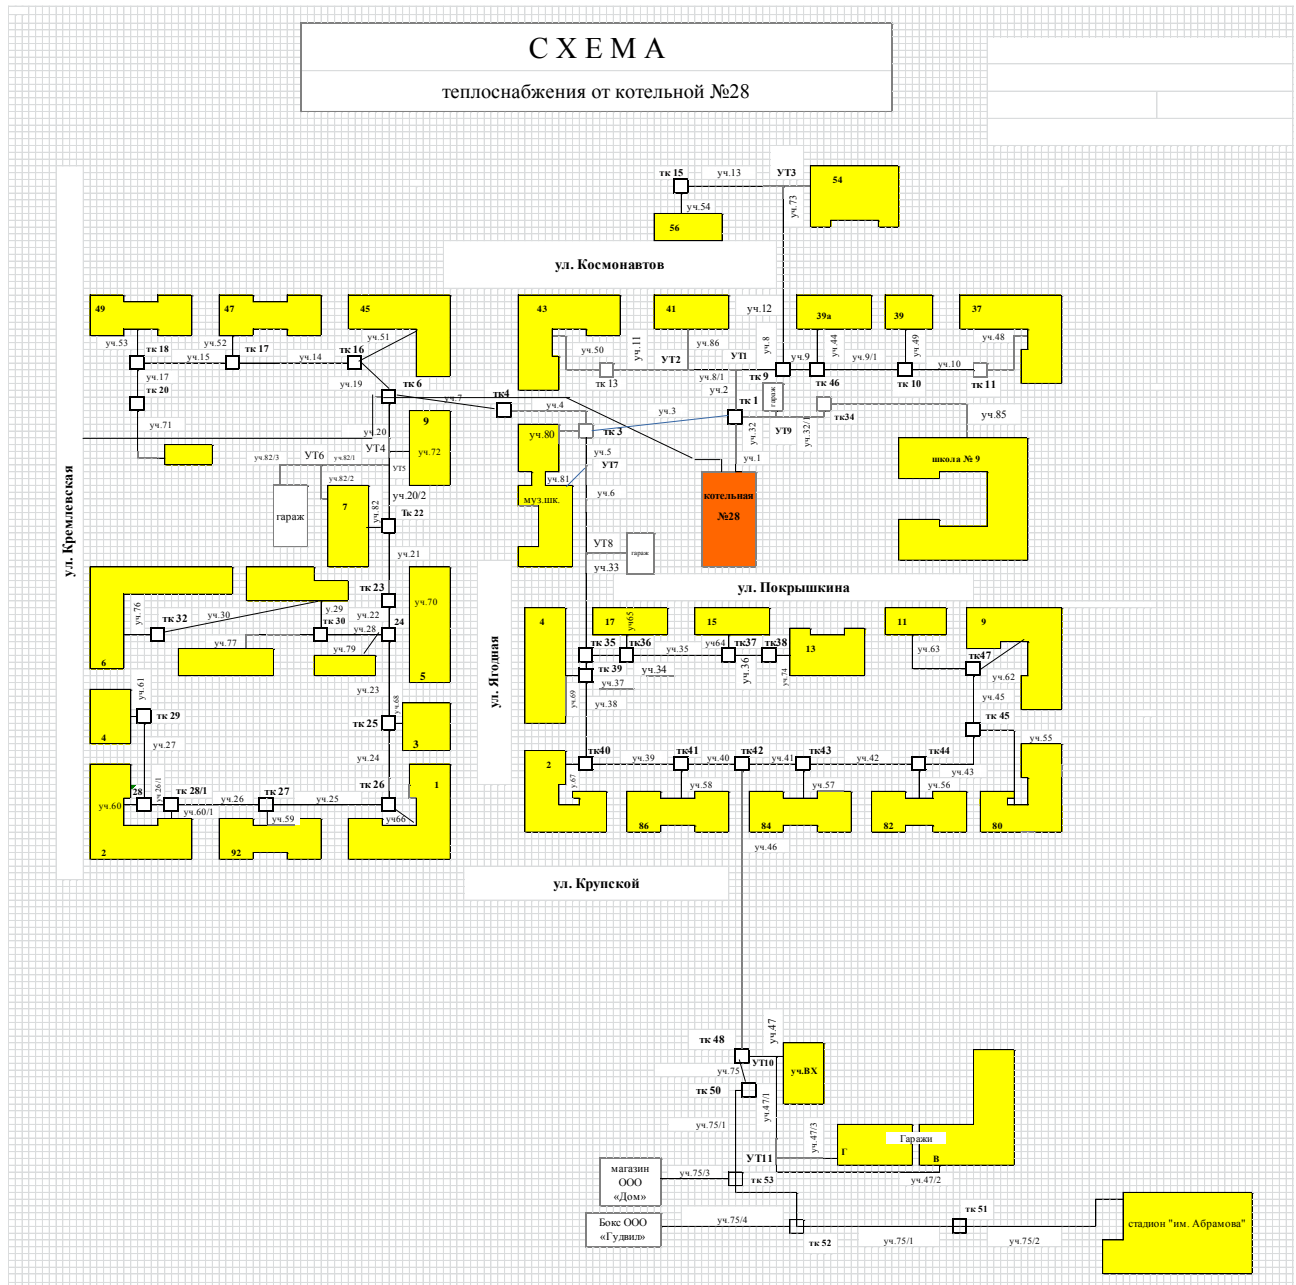 С Х Е М А
теплоснабжения от котельной №28
тк 15
уч.13
УТ3
54
уч.73
уч.54
56
ул. Космонавтов
49
47
45
43
41
уч.12
39а
39
37
уч.53
уч.52
уч.51
уч.50
уч.11
уч.86
уч.8
уч.44
уч.49
уч.48
тк 18
уч.15
тк 17
уч.14
тк 16
УТ2
УТ1
уч.9
уч.9/1
уч.10
уч.17
тк 13
уч.8/1
тк 9
тк 46
тк 10
тк 11
тк 20
уч.19
тк 6
уч.7
тк4
уч.4
уч.2
тк 1
гараж
уч.3
тк34
уч.85
уч.71
уч.20
9
уч.80
тк 3
уч.32
УТ9
уч.32/1
УТ4
уч.72
уч.5
уч.1
школа № 9
уч.82/3
УТ6
уч.82/1
УТ5
УТ7
уч.82/2
уч.81
уч.20/2
муз.шк.
уч.6
котельная
№28
гараж
7
уч.82
Тк 22
УТ8
гараж
уч.21
уч.33
ул. Кремлевская
ул. Покрышкина
тк 23
уч.70
уч.76
тк 32
уч.30
уч.29
уч.22
тк 30
24
уч.28
уч.77
уч.79
6
5
4
17
уч65
15
11
9
тк 35
тк36
уч.35
уч64
тк37
тк38
13
уч.63
тк47
тк 39
уч.34
уч.36
уч.74
уч.62
уч.37
уч.69
уч.38
уч.45
ул. Ягодная
уч.61
уч.23
уч.68
4
тк 29
тк 25
3
тк 45
уч.27
уч.24
2
тк40
уч.39
тк41
уч.40
тк42
уч.41
тк43
уч.42
тк44
уч.43
уч.55
28
уч.26/1
тк 28/1
тк 27
тк 26
1
уч.67
уч.58
уч.57
уч.56
уч.60
уч.26
уч.25
уч.60/1
уч.59
уч66
2
92
86
84
82
80
уч.46
ул. Крупской
тк 48
уч.47
УТ10
уч.75
уч.ВХ
тк 50
уч.47/1
уч.75/1
уч.47/3
Гаражи
Г
В
УТ11
магазин
ООО
«Дом»
уч.75/3
тк 53
уч.47/2
Бокс ООО
«Гудвил»
уч.75/4
тк 52
тк 51
уч.75/1
уч.75/2
стадион "им. Абрамова"